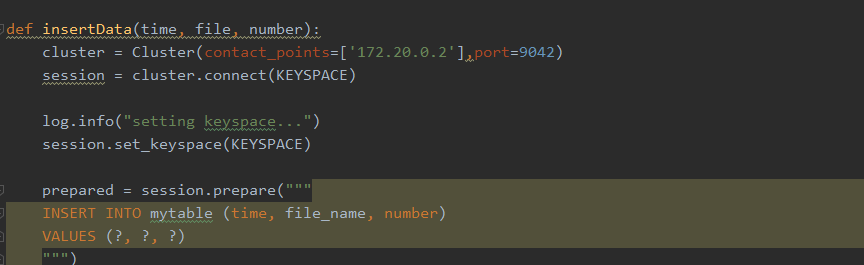 def insertData(time, file, number):
    cluster = Cluster(contact_points=['172.20.0.2'],port=9042)
    session = cluster.connect(KEYSPACE)

    log.info("setting keyspace...")
    session.set_keyspace(KEYSPACE)

    prepared = session.prepare("""
    INSERT INTO mytable (time, file_name, number)
    VALUES (?, ?, ?)
    """)